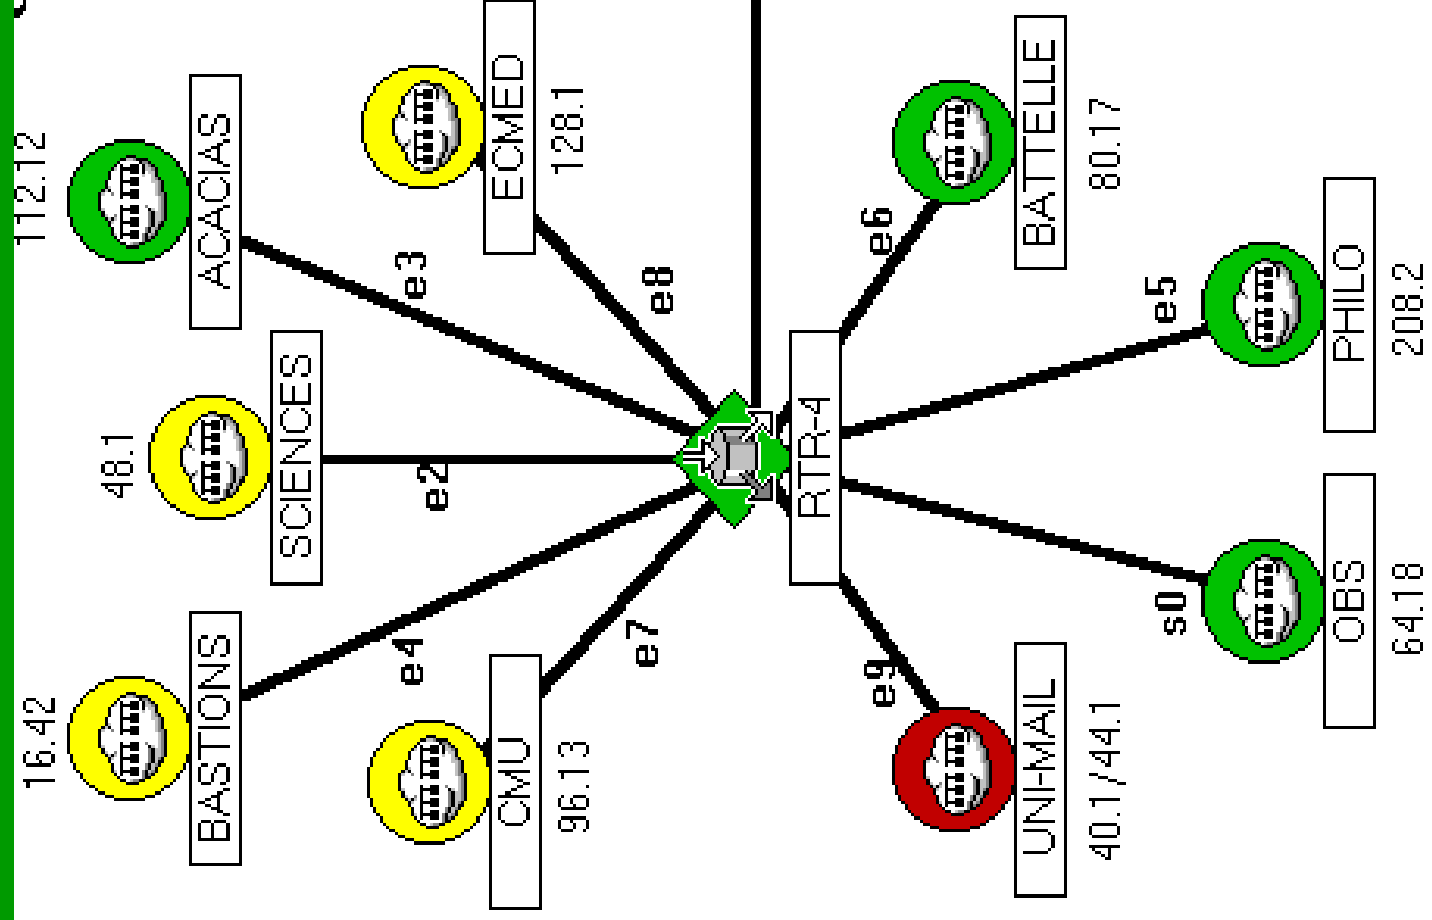 16.42
112.12
48.1
BASTIONS
ACACIAS
SCIENCES
e4
e2
e3
CMU
ECMED
96.13
128.1
e7
e8
RTR-4
e9
e6
UNI-MAIL
BATTELLE
40.1/44.1
80.17
s0
e5
OBS
PHILO
64.18
208.2